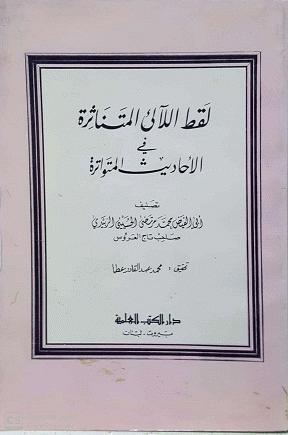 لقط اللآلئ المتناثرة
في
الأحاديث المتواترة
تصنيف
أبي الفيض محمد مرتضى الحسيني الزبيدي
صاحب تاج العروس
تحقيق : محمد عبد القادر عطا
دار الكتب العلمية
بيروت - لبنان
CS